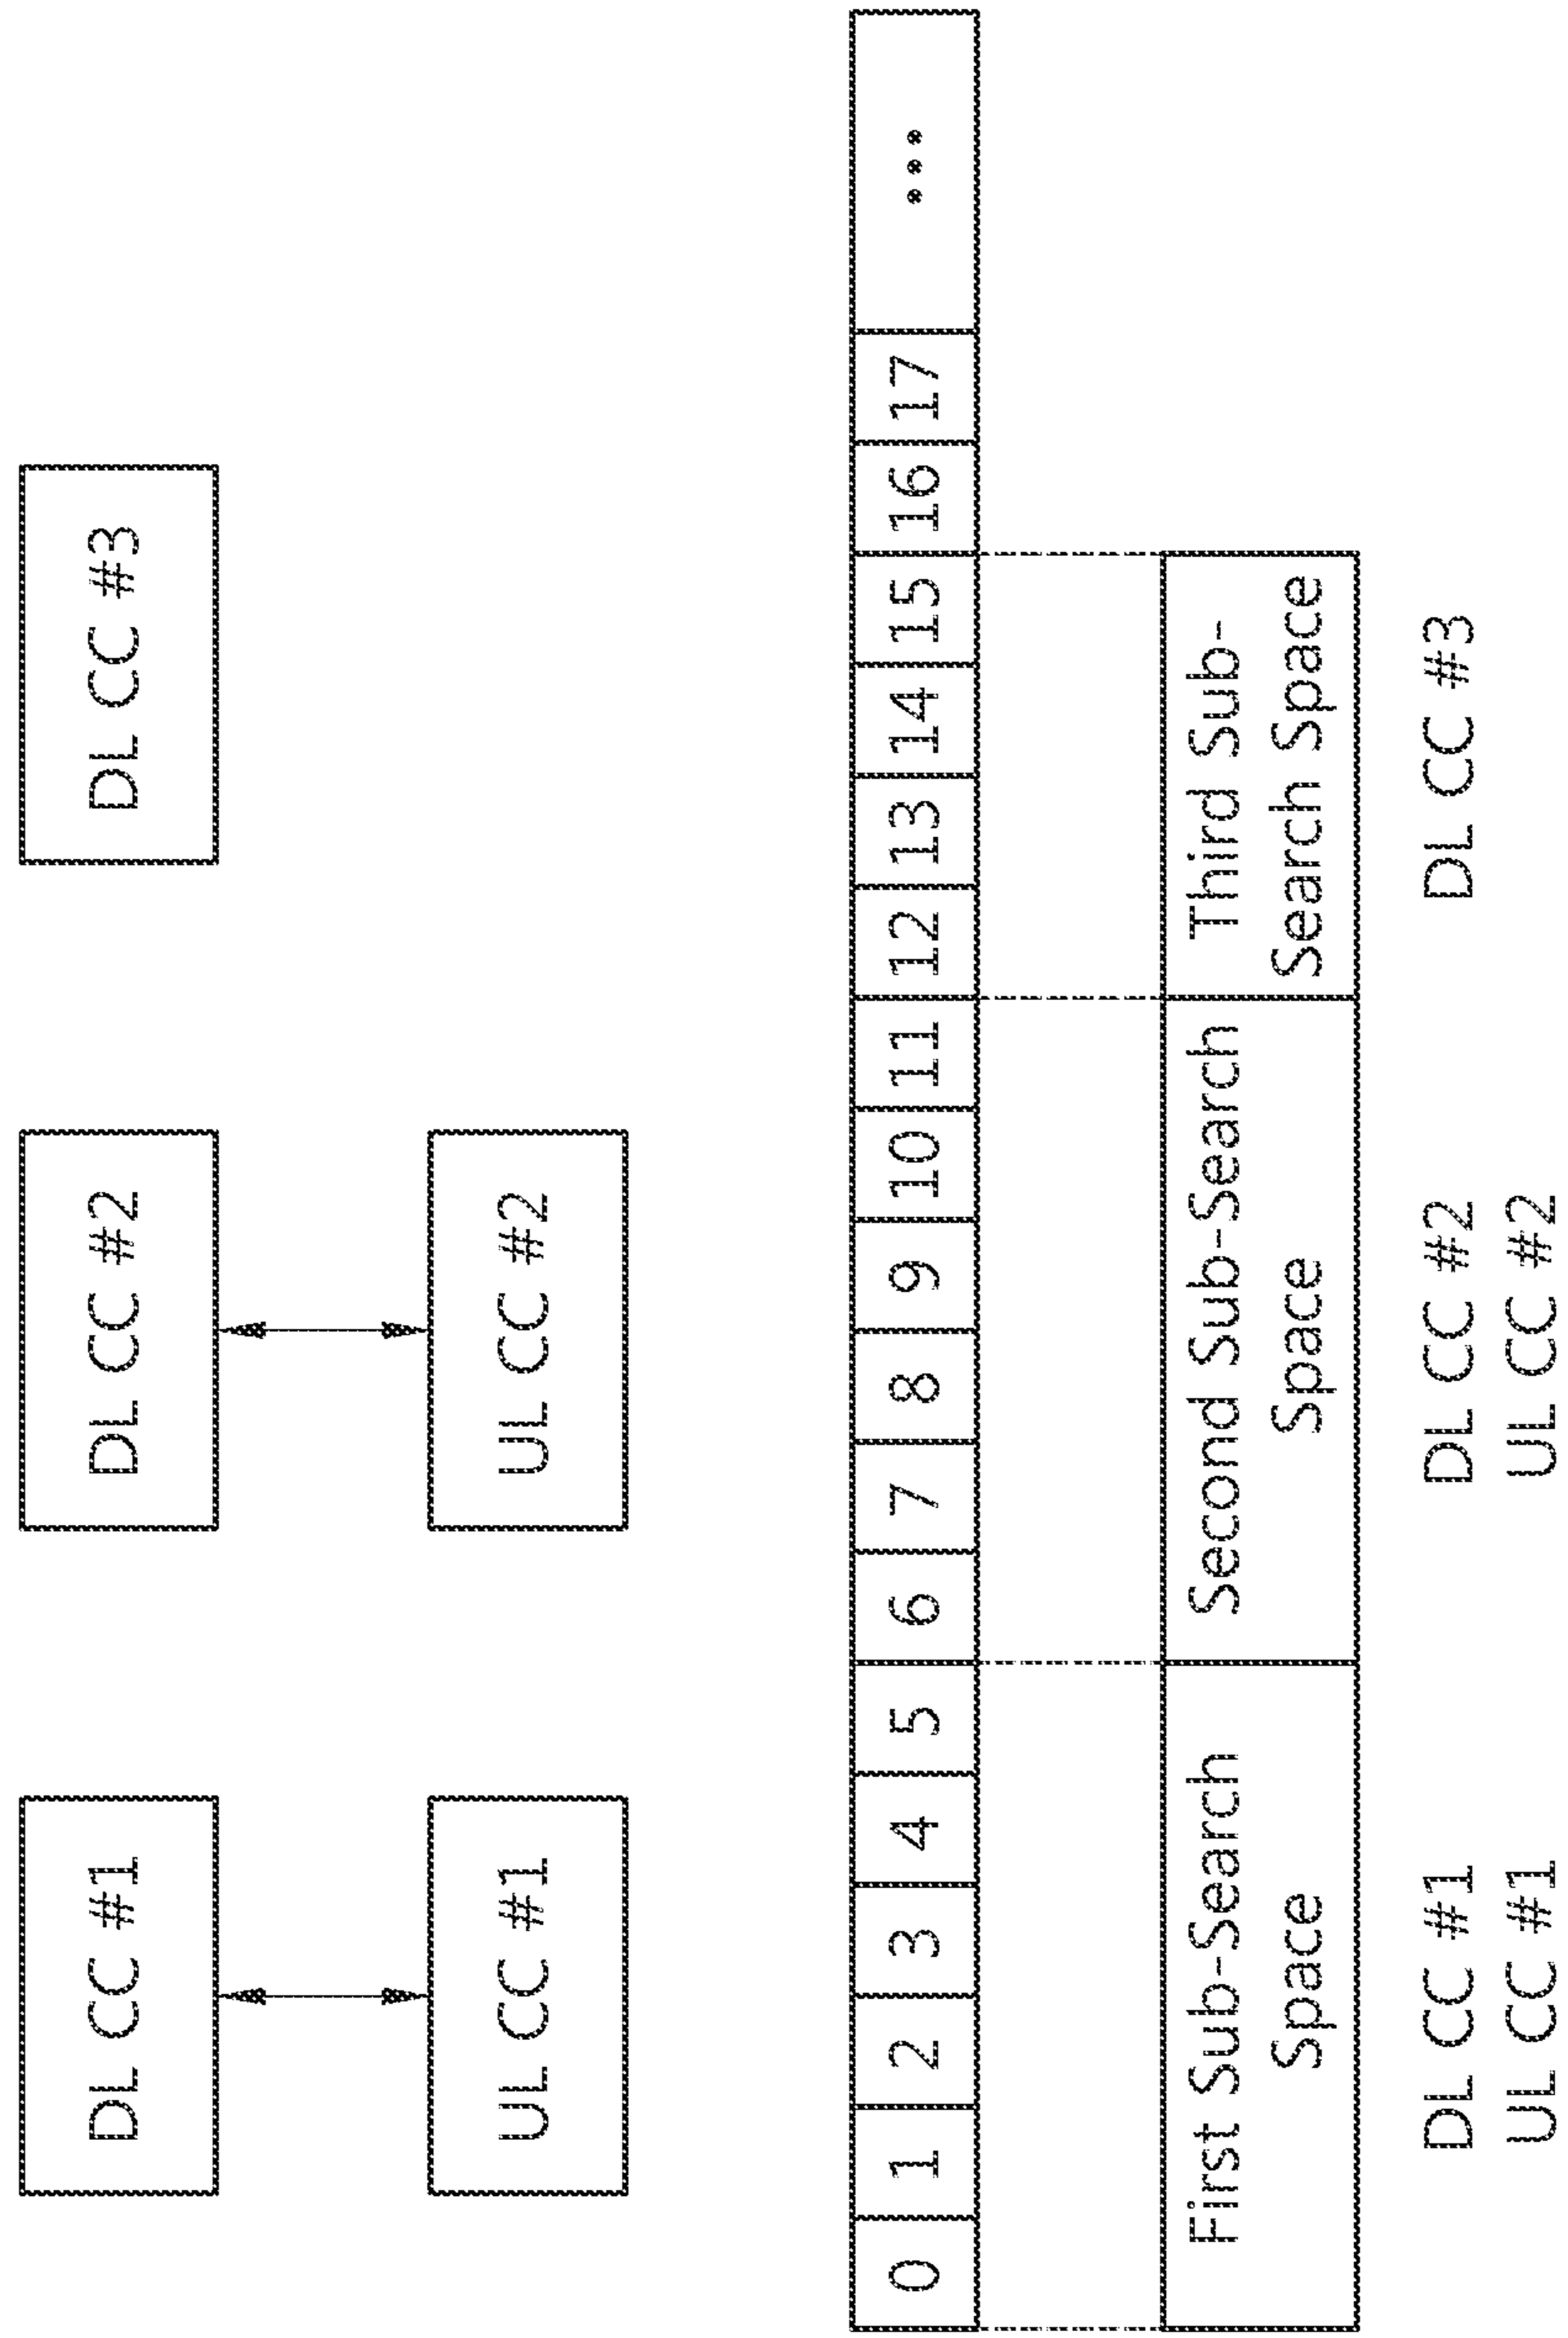 DL CC #1
DL CC #2
DL CC #3
UL CC #1
UL CC #2
0 1 2 3 4 5 6 7 8 9 10 11 12 13 14 15 16 17 ...
First Sub-Search
Space
Second Sub-Search
Space
Third Sub-
Search Space
DL CC #1
UL CC #1
DL CC #2
UL CC #2
DL CC #3